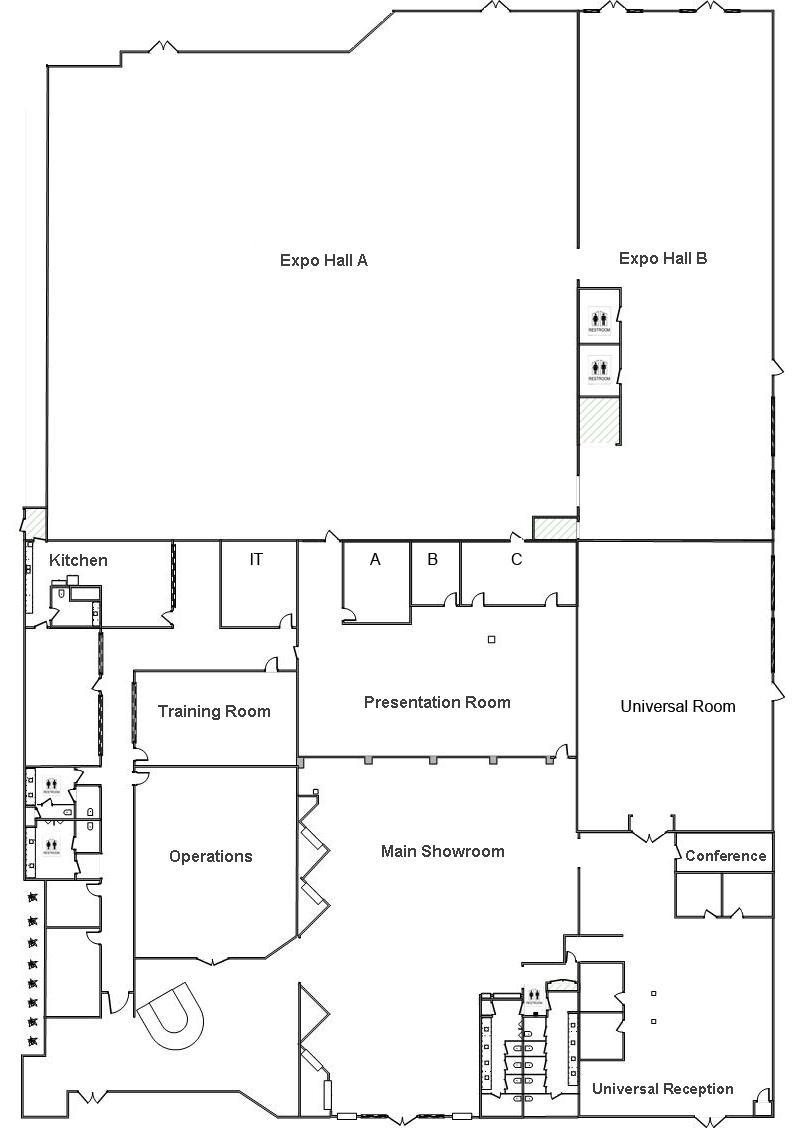 Expo Hall A
Expo Hall B
RESTROOM
RESTROOM
Kitchen
IT
A
B
C
Training Room
Presentation Room
Universal Room
RESTROOM
RESTROOM
Operations
Main Showroom
Conference
RESTROOM
Universal Reception